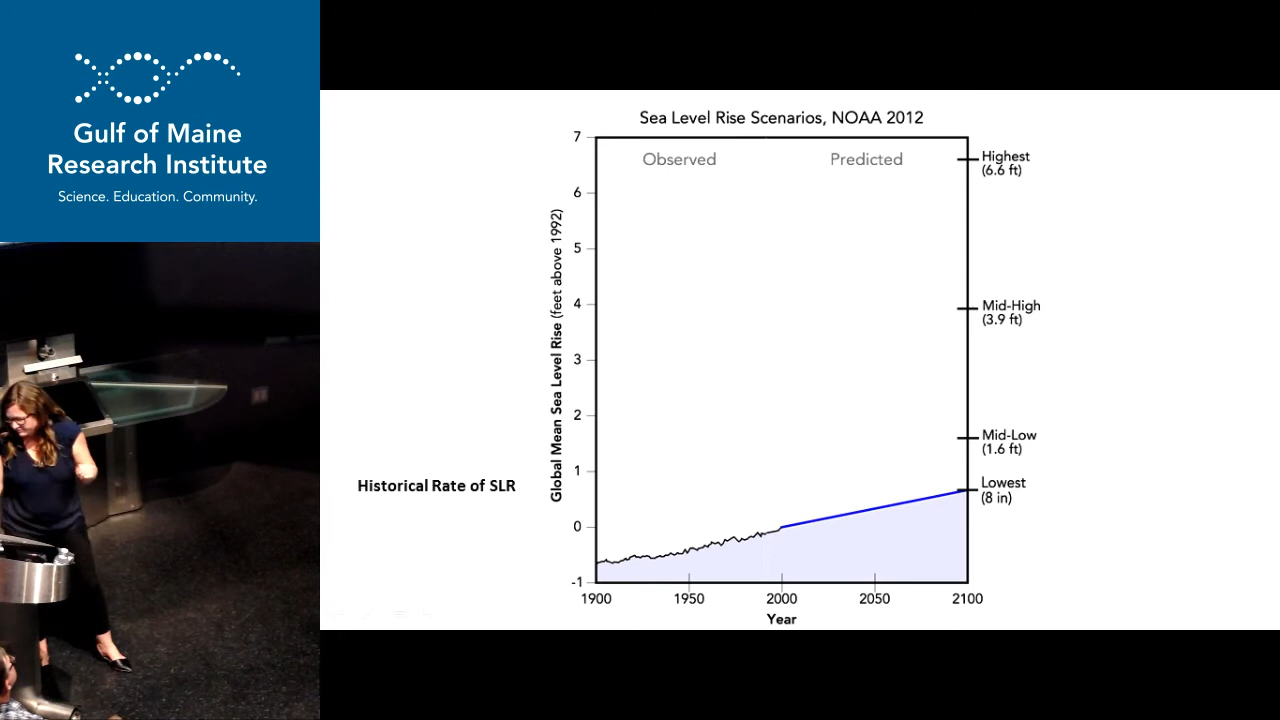 Gulf of Maine
Research Institute
Science. Education. Community.
Sea Level Rise Scenarios, NOAA 2012
Observed
Predicted
Global Mean Sea Level Rise (feet above 1992)
7
6
5
4
3
2
1
0
-1
1900
1950
2000
2050
2100
Year
Highest
(6.6 ft)
Mid-High
(3.9 ft)
Mid-Low
(1.6 ft)
Lowest
(8 in)
Historical Rate of SLR